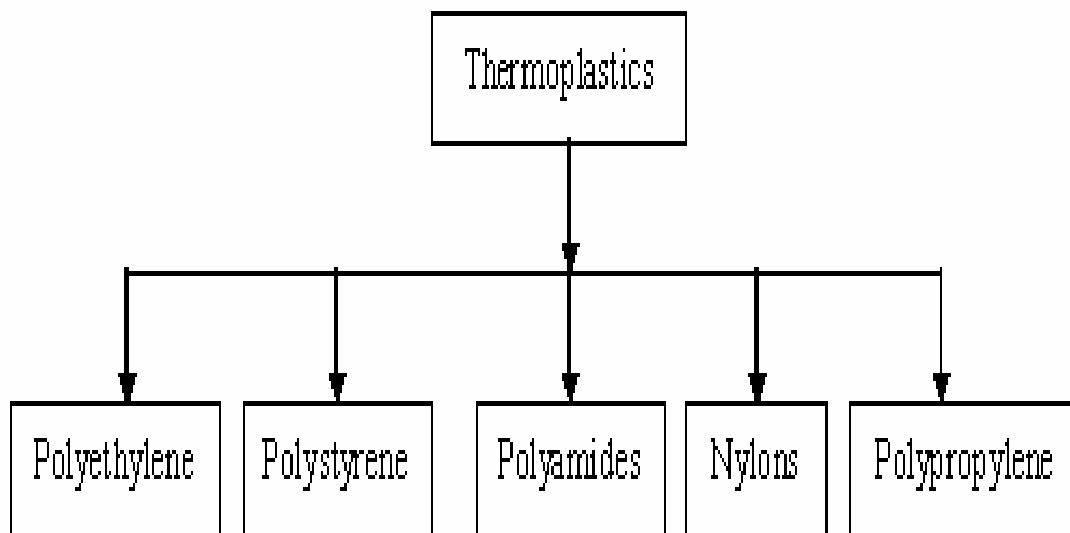 Thermoplastics
Polyethylene
Polystyrene
Polyamides
Nylons
Polypropylene